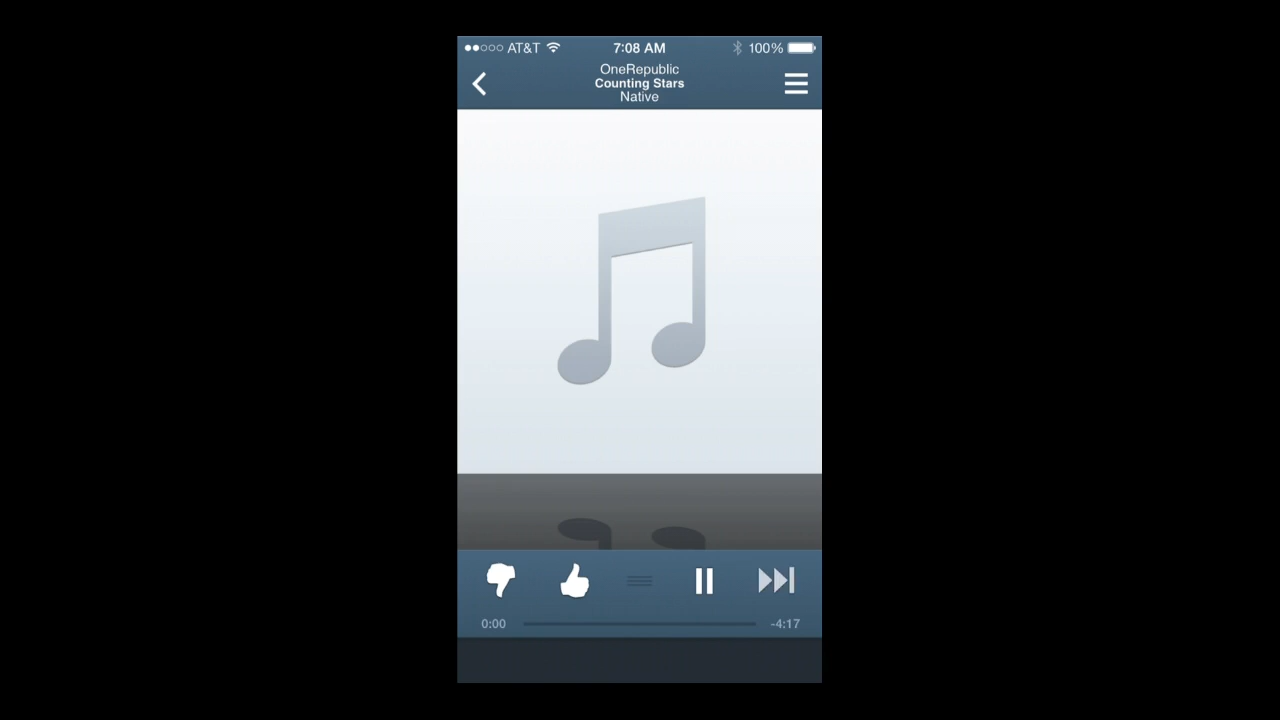 AT&T 7:08 AM 100%
OneRepublic
Counting Stars
Native
0:00 -4:17